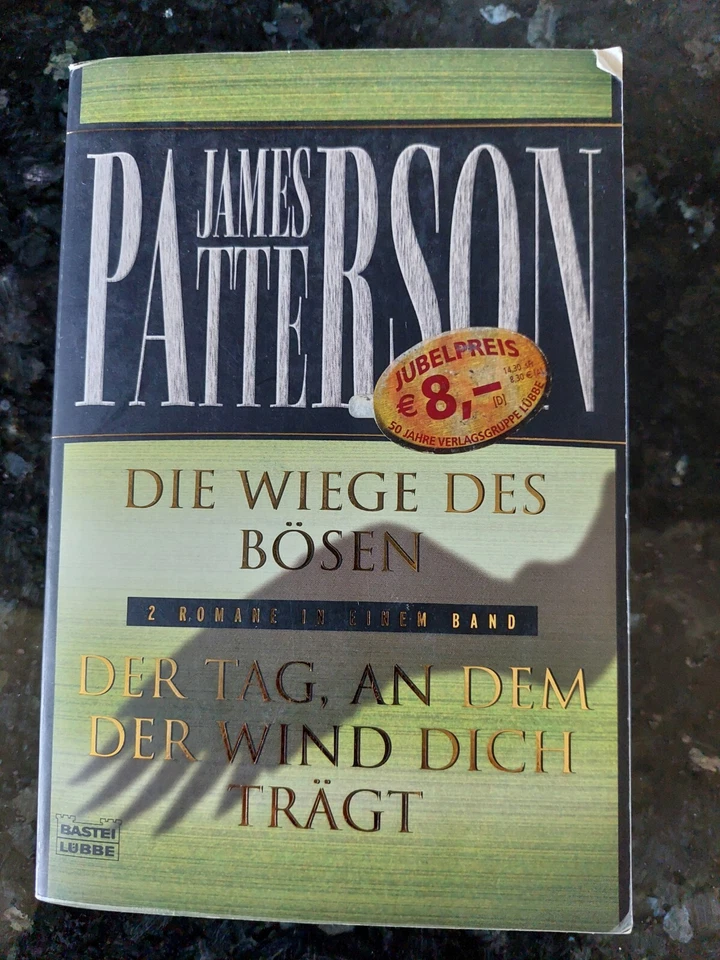 JAMES
PATTERSON
JUBELPREIS
€ 8,–
[D]
50 JAHRE VERLAGSGRUPPE LÜBBE
DIE WIEGE DES
BÖSEN
2 ROMANE IN EINEM BAND
DER TAG, AN DEM
DER WIND DICH
TRÄGT
BASTEI
LÜBBE